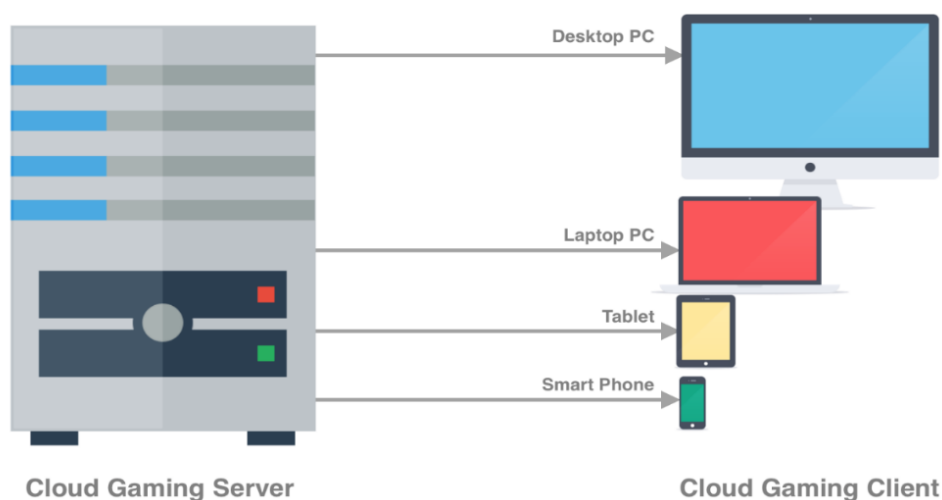 Desktop PC
Laptop PC
Tablet
Smart Phone
Cloud Gaming Server
Cloud Gaming Client